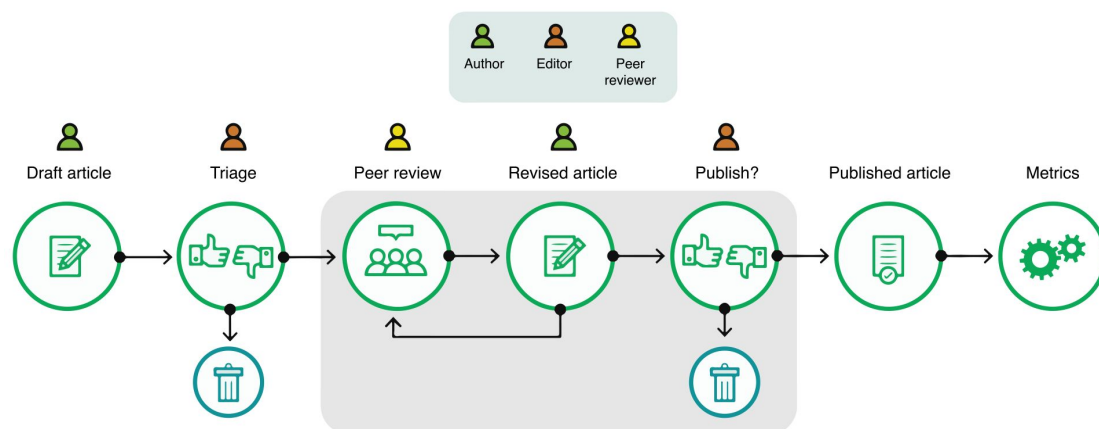 Author
Editor
Peer
reviewer
Draft article
Triage
Peer review
Revised article
Publish?
Published article
Metrics